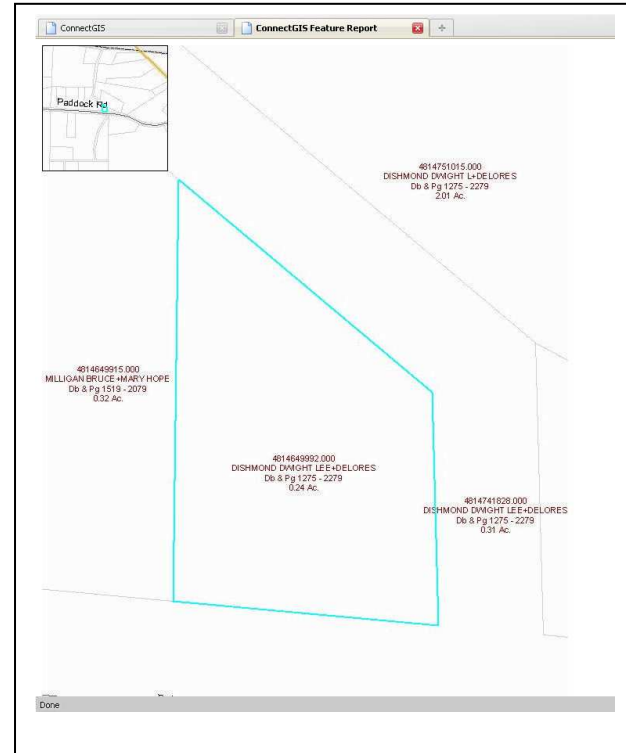 ConnectGIS
ConnectGIS Feature Report
Paddock Rd
4814751015.000
DISHMOND DWIGHT L+DELORES
Db & Pg 1275 - 2279
2.01 Ac.
4814649915.000
MILLIGAN BRUCE+MARY HOPE
Db & Pg 1519 - 2079
0.32 Ac.
4814649992.000
DISHMOND DWIGHT LEE+DELORES
Db & Pg 1275 - 2279
0.24 Ac.
4814741828.000
DISHMOND DWIGHT LEE+DELORES
Db & Pg 1275 - 2279
0.31 Ac.
Done